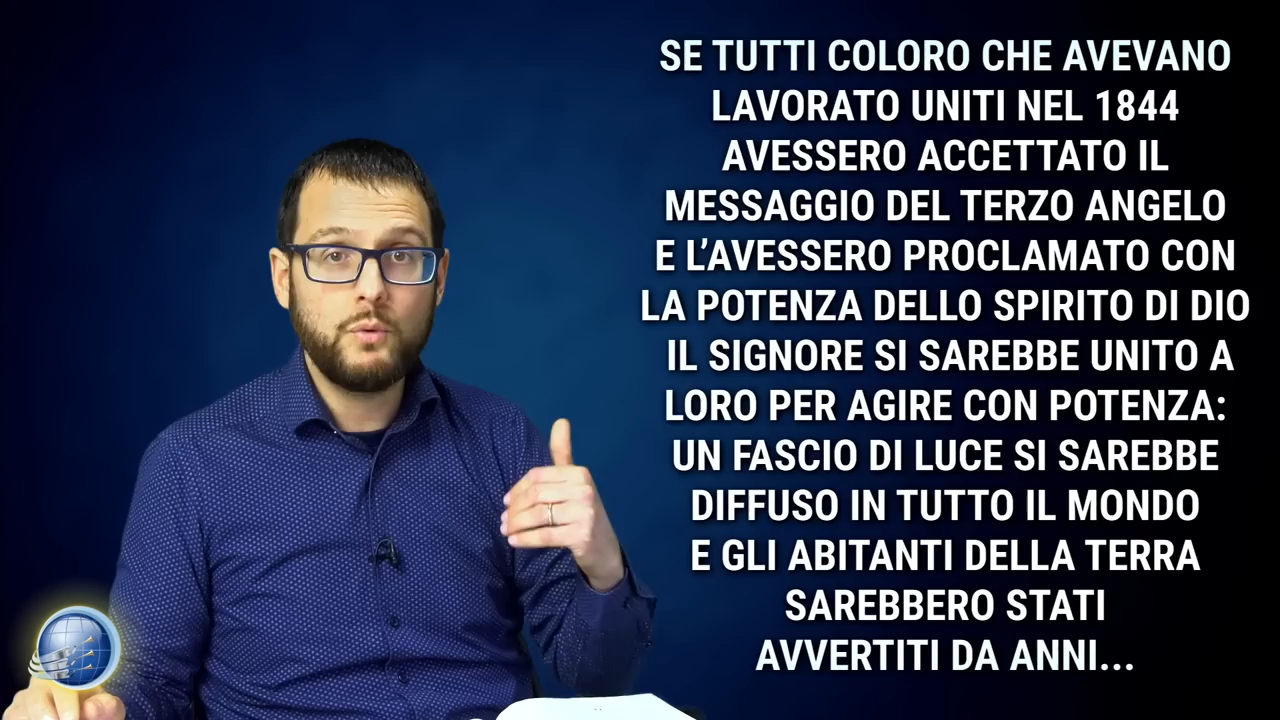 SE TUTTI COLORO CHE AVEVANO
LAVORATO UNITI NEL 1844
AVESSERO ACCETTATO IL
MESSAGGIO DEL TERZO ANGELO
E L’AVESSERO PROCLAMATO CON
LA POTENZA DELLO SPIRITO DI DIO
IL SIGNORE SI SAREBBE UNITO A
LORO PER AGIRE CON POTENZA:
UN FASCIO DI LUCE SI SAREBBE
DIFFUSO IN TUTTO IL MONDO
E GLI ABITANTI DELLA TERRA
SAREBBERO STATI
AVVERTITI DA ANNI...